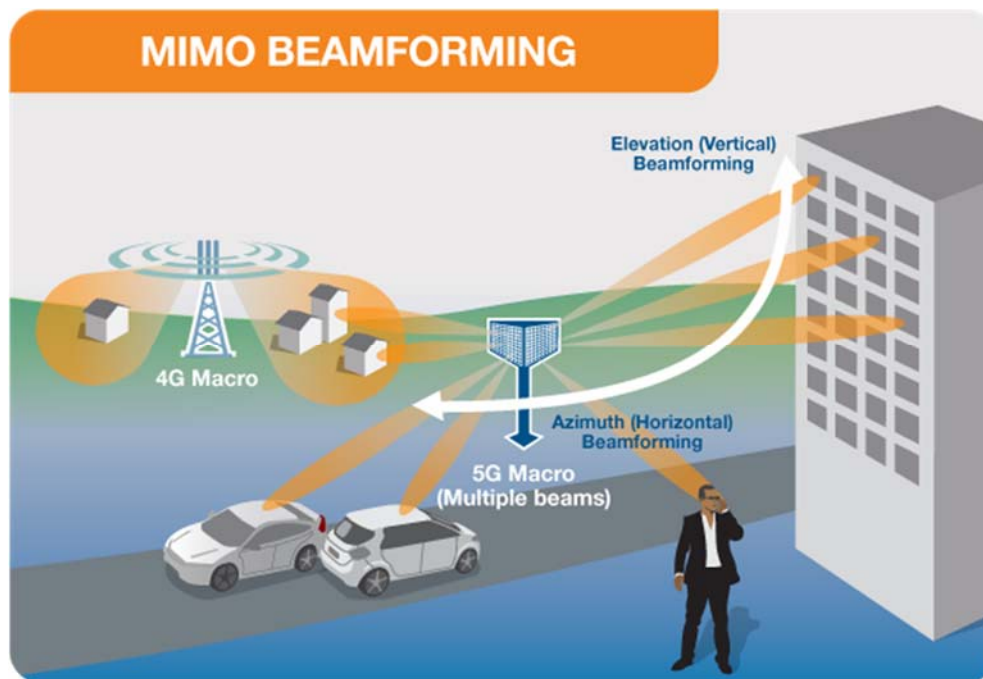 MIMO BEAMFORMING
Elevation (Vertical)
Beamforming
4G Macro
Azimuth (Horizontal)
Beamforming
5G Macro
(Multiple beams)